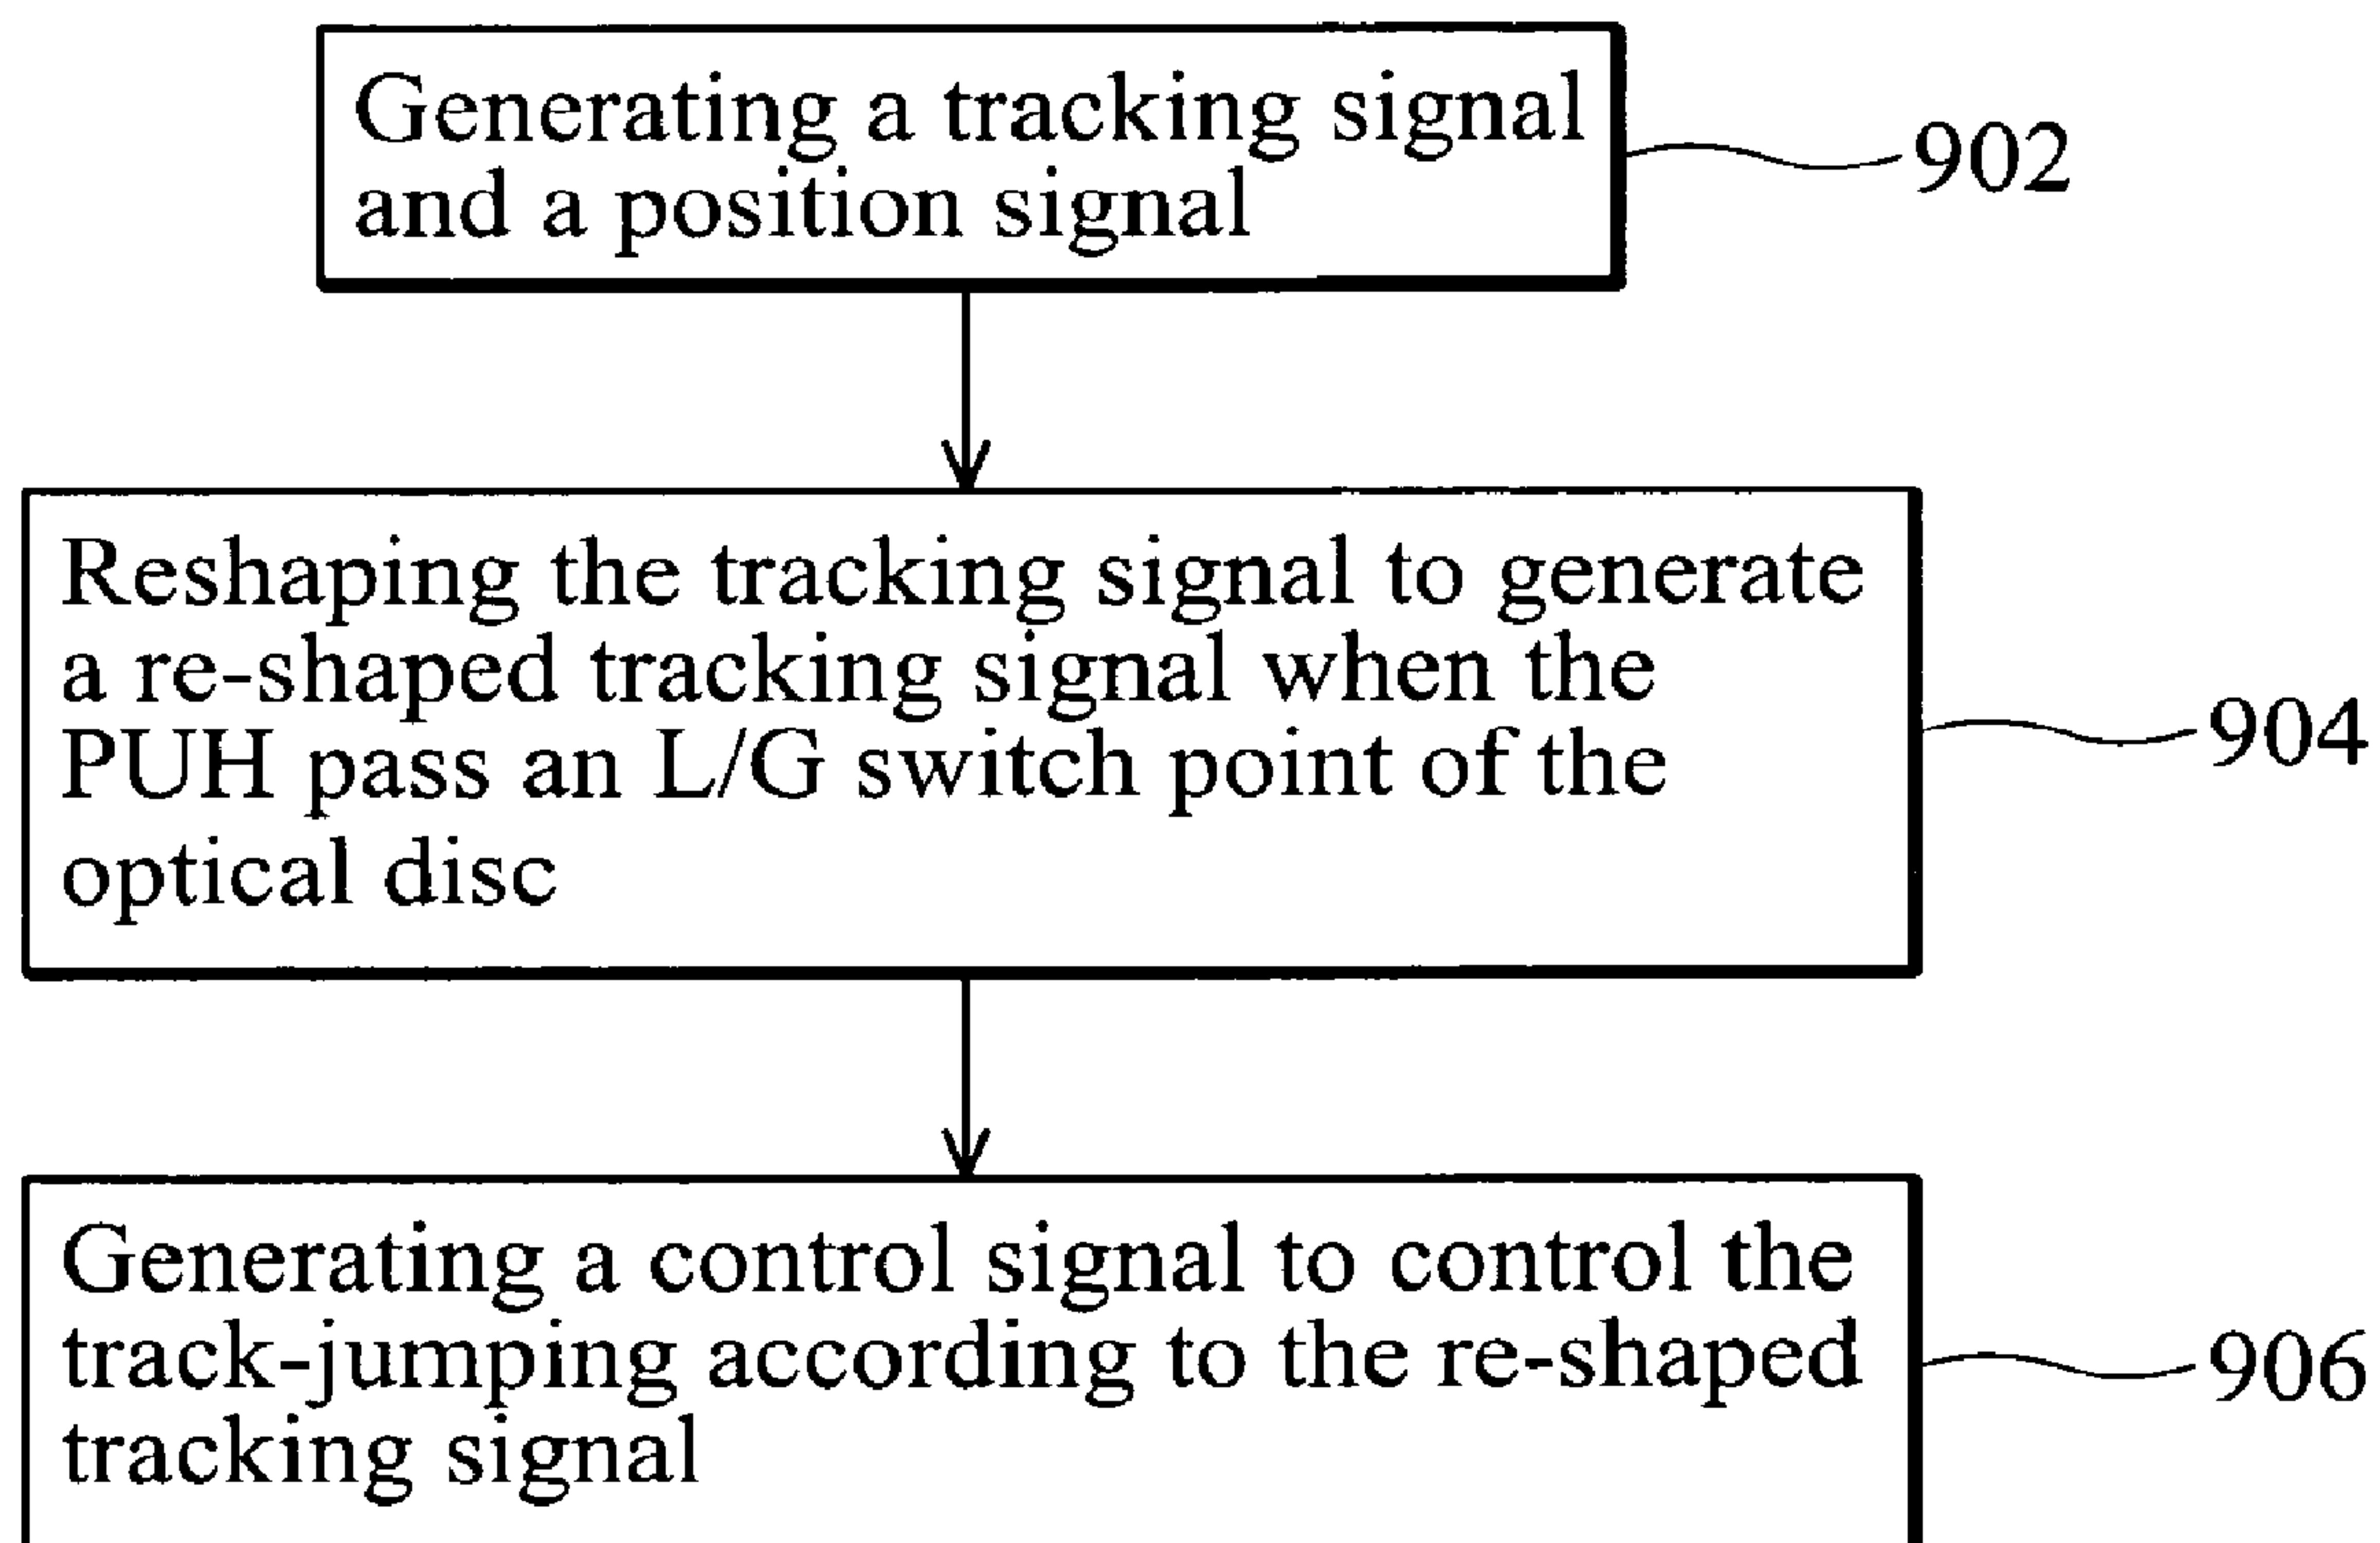 Generating a tracking signal
and a position signal
902
Reshaping the tracking signal to generate
a re-shaped tracking signal when the
PUH pass an L/G switch point of the
optical disc
904
Generating a control signal to control the
track-jumping according to the re-shaped
tracking signal
906